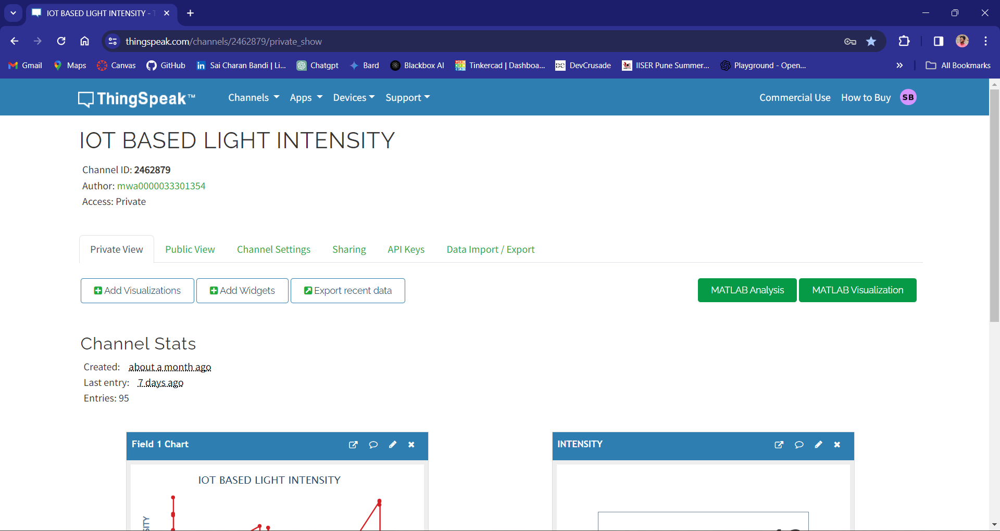 IOT BASED LIGHT INTENSITY -
thingspeak.com/channels/2462879/private_show
Gmail Maps Canvas GitHub Sai Charan Bandi | Li... Chatgpt Bard Blackbox AI Tinkercad | Dashboa... DevCrusade IISER Pune Summer... Playground - Open... » All Bookmarks
ThingSpeak™ Channels Apps Devices Support Commercial Use How to Buy SB
IOT BASED LIGHT INTENSITY
Channel ID: 2462879
Author: mwa0000033301354
Access: Private
Private View Public View Channel Settings Sharing API Keys Data Import / Export
Add Visualizations Add Widgets Export recent data MATLAB Analysis MATLAB Visualization
Channel Stats
Created: about a month ago
Last entry: 7 days ago
Entries: 95
Field 1 Chart INTENSITY
IOT BASED LIGHT INTENSITY